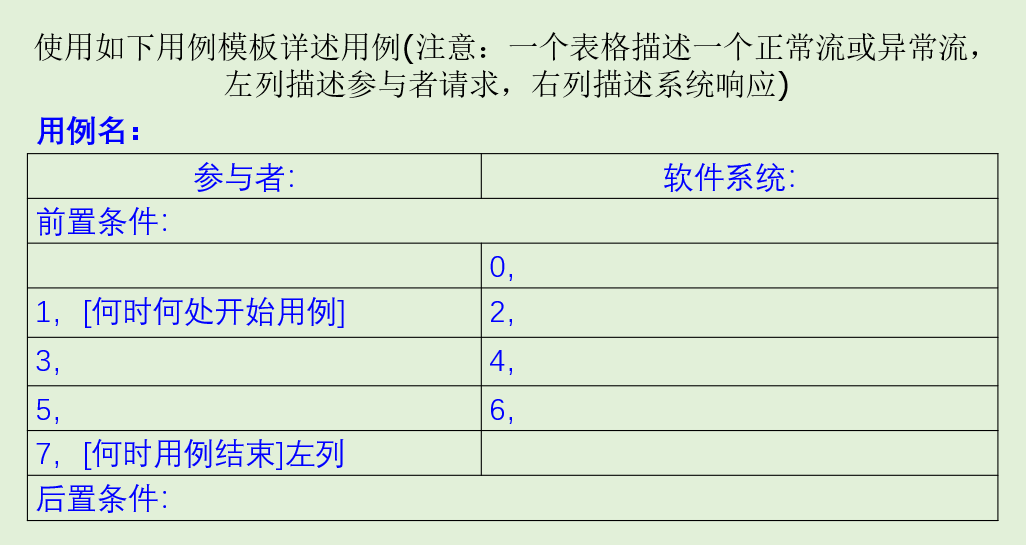 使用如下用例模板详述用例(注意：一个表格描述一个正常流或异常流，
左列描述参与者请求，右列描述系统响应)
用例名：
参与者: 软件系统:
前置条件:
0,
1, [何时何处开始用例] 2,
3, 4,
5, 6,
7, [何时用例结束]左列
后置条件: